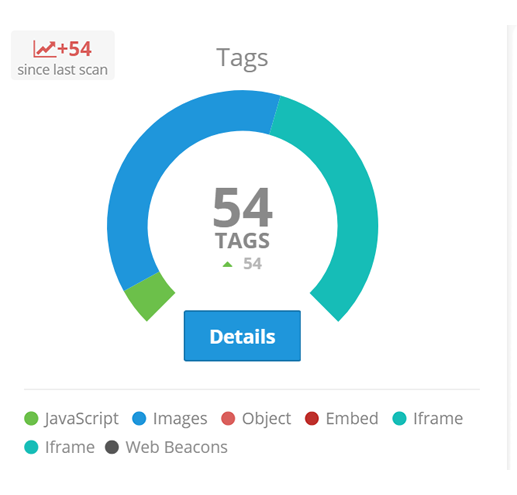 +54
since last scan
Tags
54
TAGS
54
Details
JavaScript Images Object Embed Iframe
Iframe Web Beacons